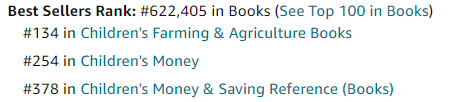 Best Sellers Rank: #622,405 in Books (See Top 100 in Books)
#134 in Children's Farming & Agriculture Books
#254 in Children's Money
#378 in Children's Money & Saving Reference (Books)